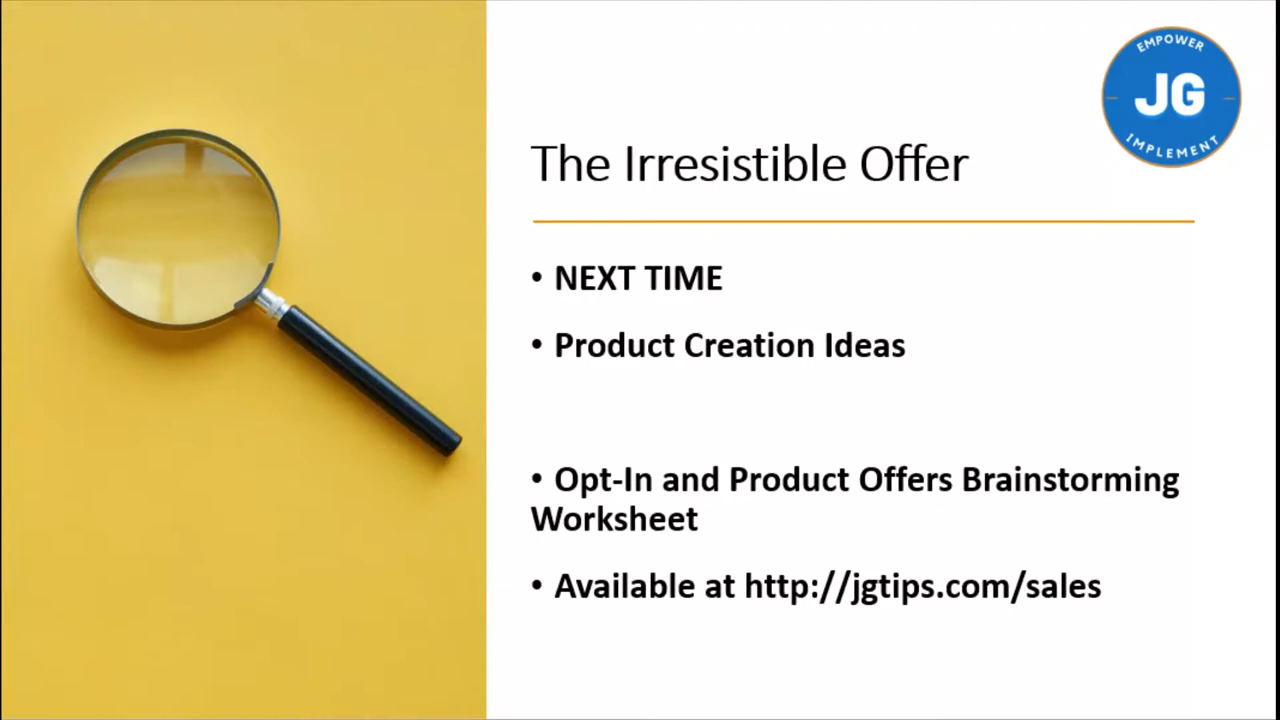 EMPOWER
JG
IMPLEMENT
The Irresistible Offer
• NEXT TIME
• Product Creation Ideas
• Opt-In and Product Offers Brainstorming
Worksheet
• Available at http://jgtips.com/sales